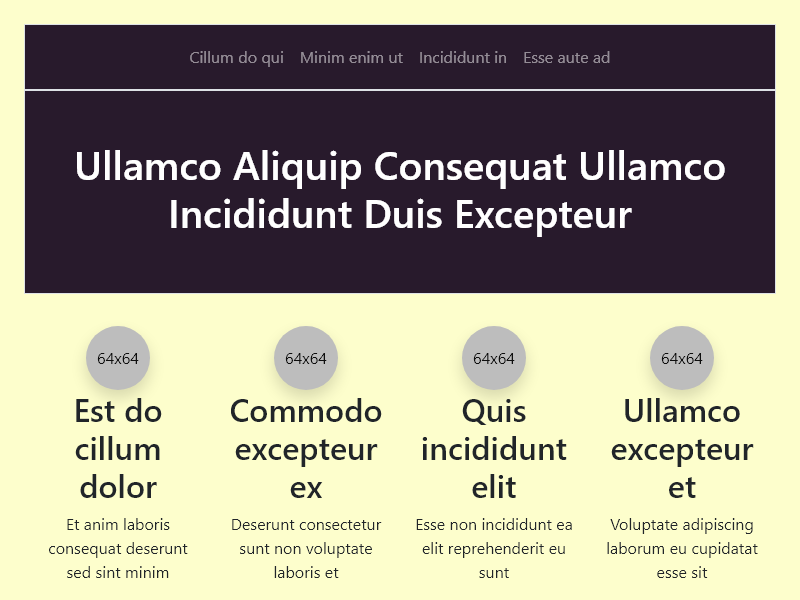 Cillum do qui Minim enim ut Incididunt in Esse aute ad
Ullamco Aliquip Consequat Ullamco
Incididunt Duis Excepteur
64x64
Est do
cillum
dolor
Et anim laboris
consequat deserunt
sed sint minim
64x64
Commodo
excepteur
ex
Deserunt consectetur
sunt non voluptate
laboris et
64x64
Quis
incididunt
elit
Esse non incididunt ea
elit reprehenderit eu
sunt
64x64
Ullamco
excepteur
et
Voluptate adipiscing
laborum eu cupidatat
esse sit